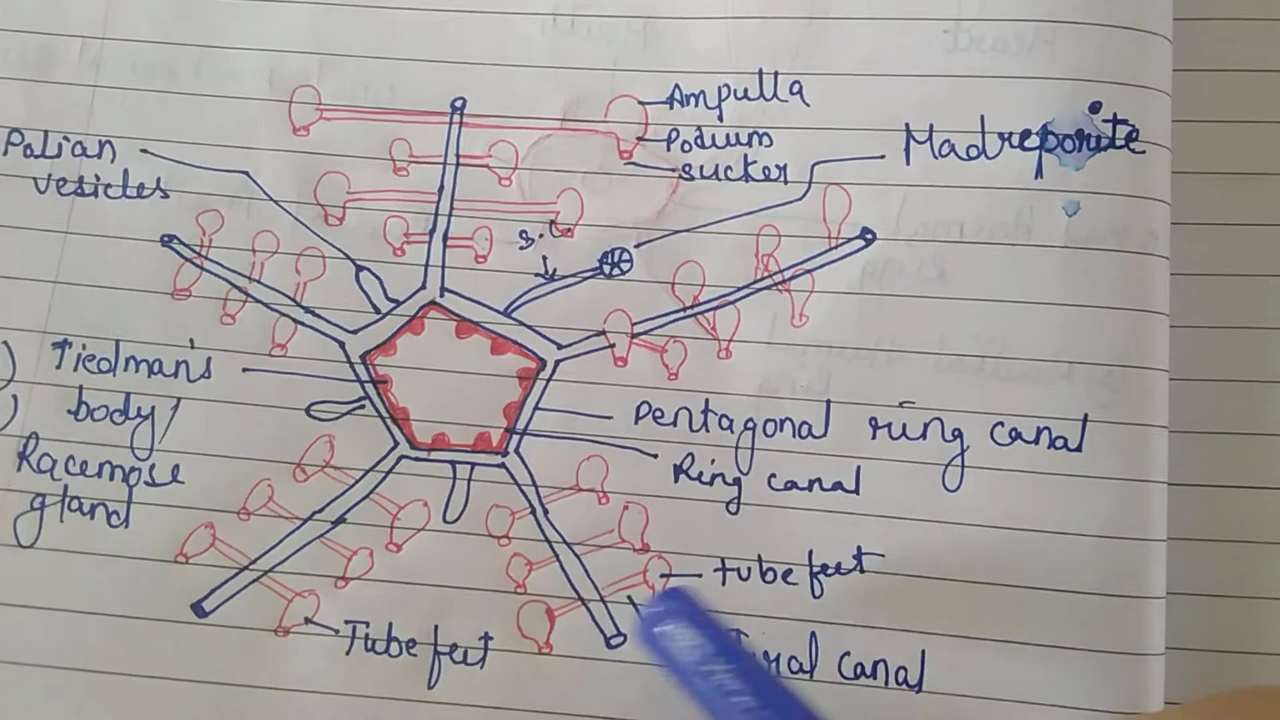 Ampulla
Podium
sucker
Madreporite
Polian
vesicles
s.c
Tiedman's
body/
Racemose
gland
Pentagonal ring canal
Ring canal
tube feet
Tube feet
canal